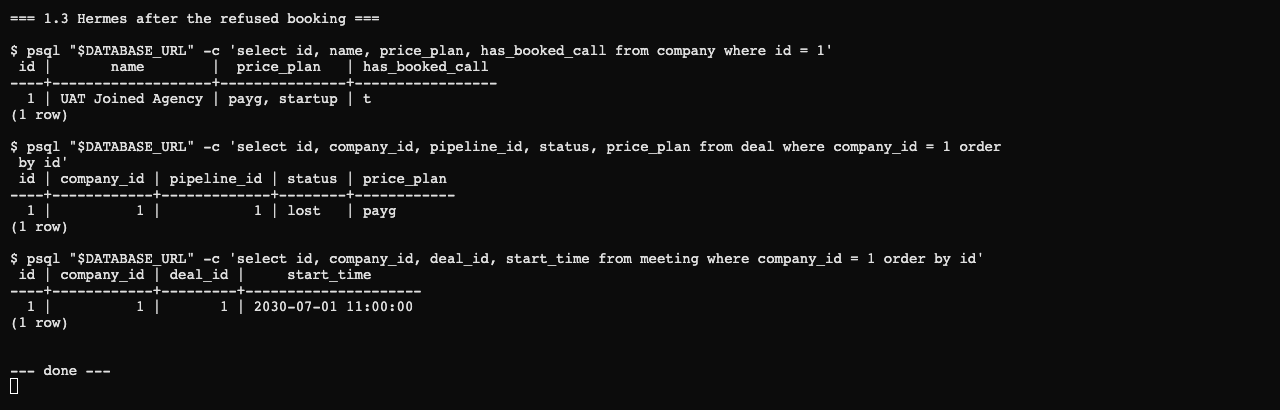 === 1.3 Hermes after the refused booking ===
$ psql "$DATABASE_URL" -c 'select id, name, price_plan, has_booked_call from company where id = 1'
 id |       name        |  price_plan   | has_booked_call
----+-------------------+---------------+-----------------
  1 | UAT Joined Agency | payg, startup | t
(1 row)
$ psql "$DATABASE_URL" -c 'select id, company_id, pipeline_id, status, price_plan from deal where company_id = 1 order
 by id'
 id | company_id | pipeline_id | status | price_plan
----+------------+-------------+--------+------------
  1 |          1 |           1 | lost   | payg
(1 row)
$ psql "$DATABASE_URL" -c 'select id, company_id, deal_id, start_time from meeting where company_id = 1 order by id'
 id | company_id | deal_id |     start_time
----+------------+---------+---------------------
  1 |          1 |       1 | 2030-07-01 11:00:00
(1 row)
--- done ---